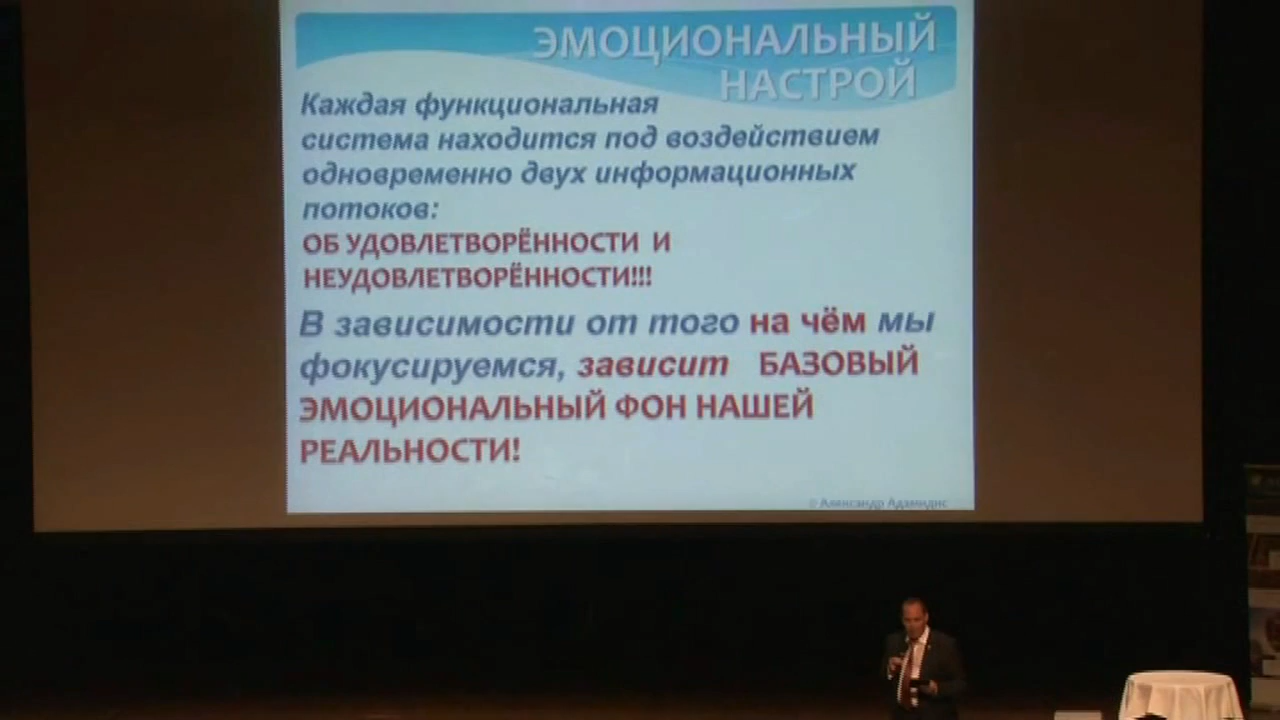 ЭМОЦИОНАЛЬНЫЙ
НАСТРОЙ
Каждая функциональная
система находится под воздействием
одновременно двух информационных
потоков:
ОБ УДОВЛЕТВОРЁННОСТИ И
НЕУДОВЛЕТВОРЁННОСТИ!!!
В зависимости от того на чём мы
фокусируемся, зависит БАЗОВЫЙ
ЭМОЦИОНАЛЬНЫЙ ФОН НАШЕЙ
РЕАЛЬНОСТИ!
© Александр